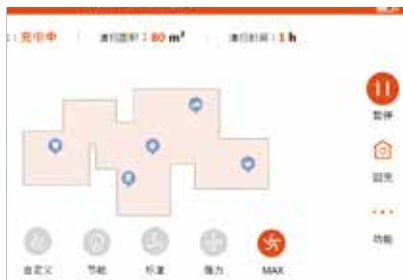 ：充电中
清扫面积：80 m²
清扫时间：1 h
暂停
回充
功能
自定义
节能
标准
强力
MAX